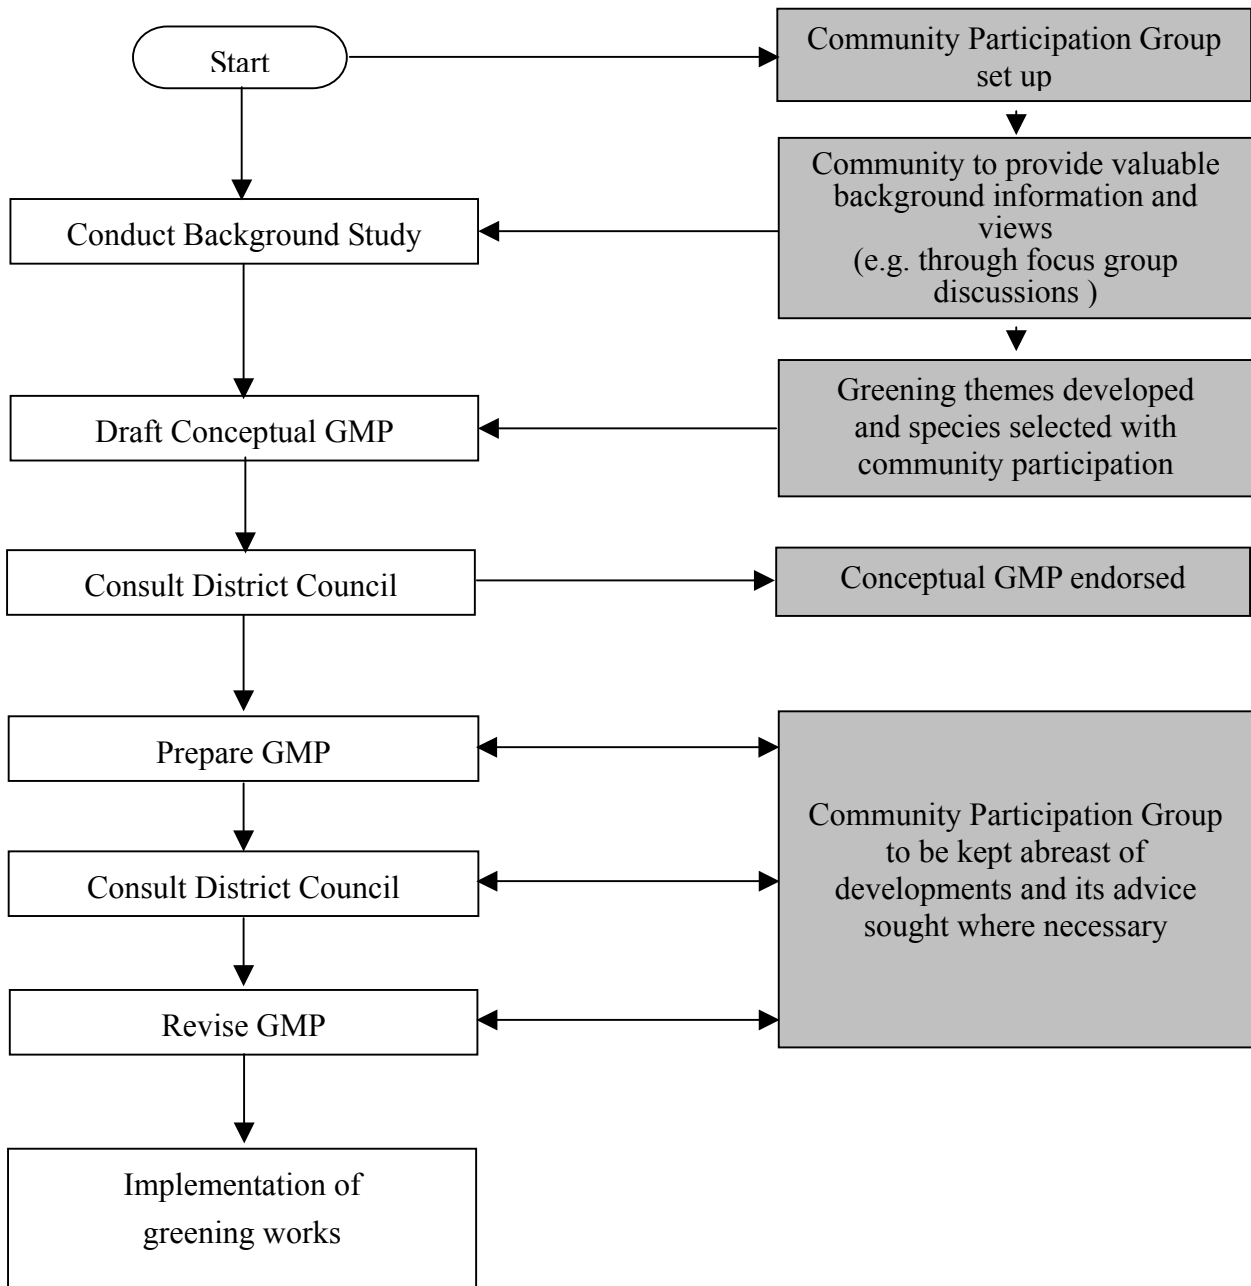 Start
Community Participation Group
set up
Community to provide valuable
background information and
views
(e.g. through focus group
discussions )
Conduct Background Study
Greening themes developed
and species selected with
community participation
Draft Conceptual GMP
Consult District Council
Conceptual GMP endorsed
Prepare GMP
Community Participation Group
to be kept abreast of
developments and its advice
sought where necessary
Consult District Council
Revise GMP
Implementation of
greening works